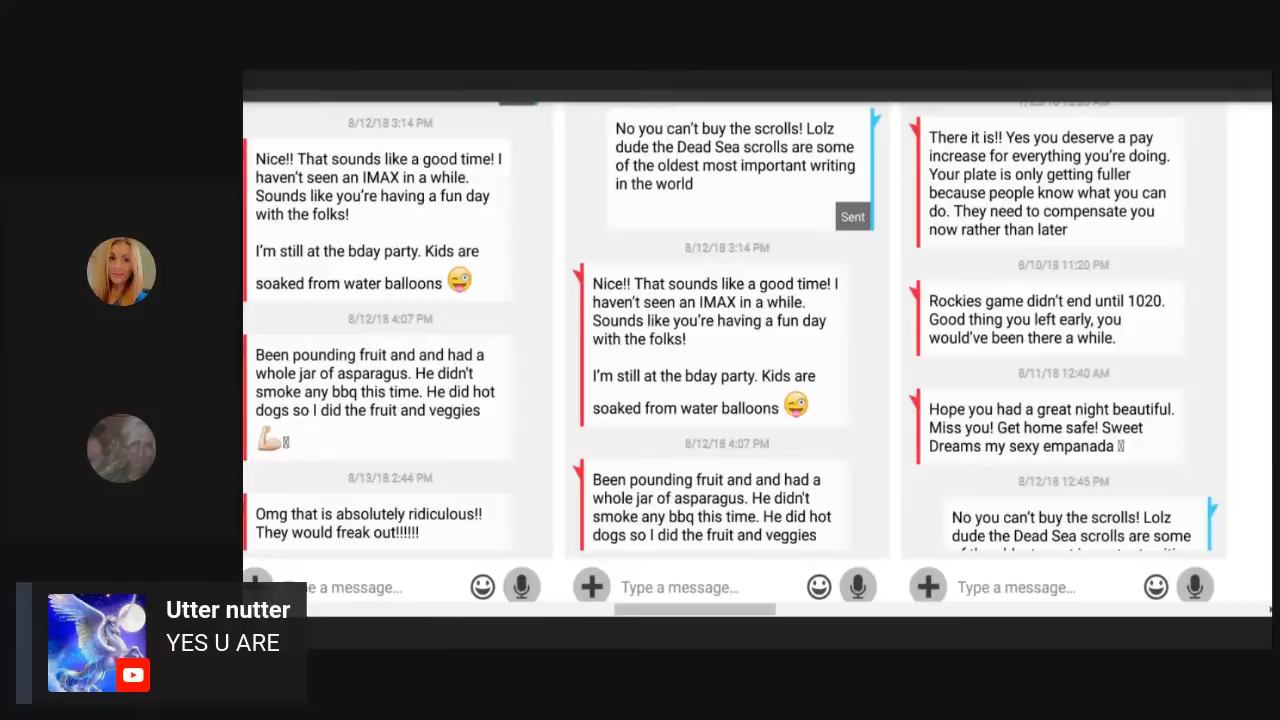 8/12/18 3:14 PM
Nice!! That sounds like a good time! I
haven't seen an IMAX in a while.
Sounds like you're having a fun day
with the folks!
I'm still at the bday party. Kids are
soaked from water balloons 😜
8/12/18 4:07 PM
Been pounding fruit and and had a
whole jar of asparagus. He didn't
smoke any bbq this time. He did hot
dogs so I did the fruit and veggies
💪🏼
8/13/18 2:44 PM
Omg that is absolutely ridiculous!!
They would freak out!!!!!!
e a message...
No you can't buy the scrolls! Lolz
dude the Dead Sea scrolls are some
of the oldest most important writing
in the world
Sent
8/12/18 3:14 PM
Nice!! That sounds like a good time! I
haven't seen an IMAX in a while.
Sounds like you're having a fun day
with the folks!
I'm still at the bday party. Kids are
soaked from water balloons 😜
8/12/18 4:07 PM
Been pounding fruit and and had a
whole jar of asparagus. He didn't
smoke any bbq this time. He did hot
dogs so I did the fruit and veggies
Type a message...
There it is!! Yes you deserve a pay
increase for everything you're doing.
Your plate is only getting fuller
because people know what you can
do. They need to compensate you
now rather than later
8/10/18 11:20 PM
Rockies game didn't end until 1020.
Good thing you left early, you
would've been there a while.
8/11/18 12:40 AM
Hope you had a great night beautiful.
Miss you! Get home safe! Sweet
Dreams my sexy empanada
8/12/18 12:45 PM
No you can't buy the scrolls! Lolz
dude the Dead Sea scrolls are some
Type a message...
Utter nutter
YES U ARE